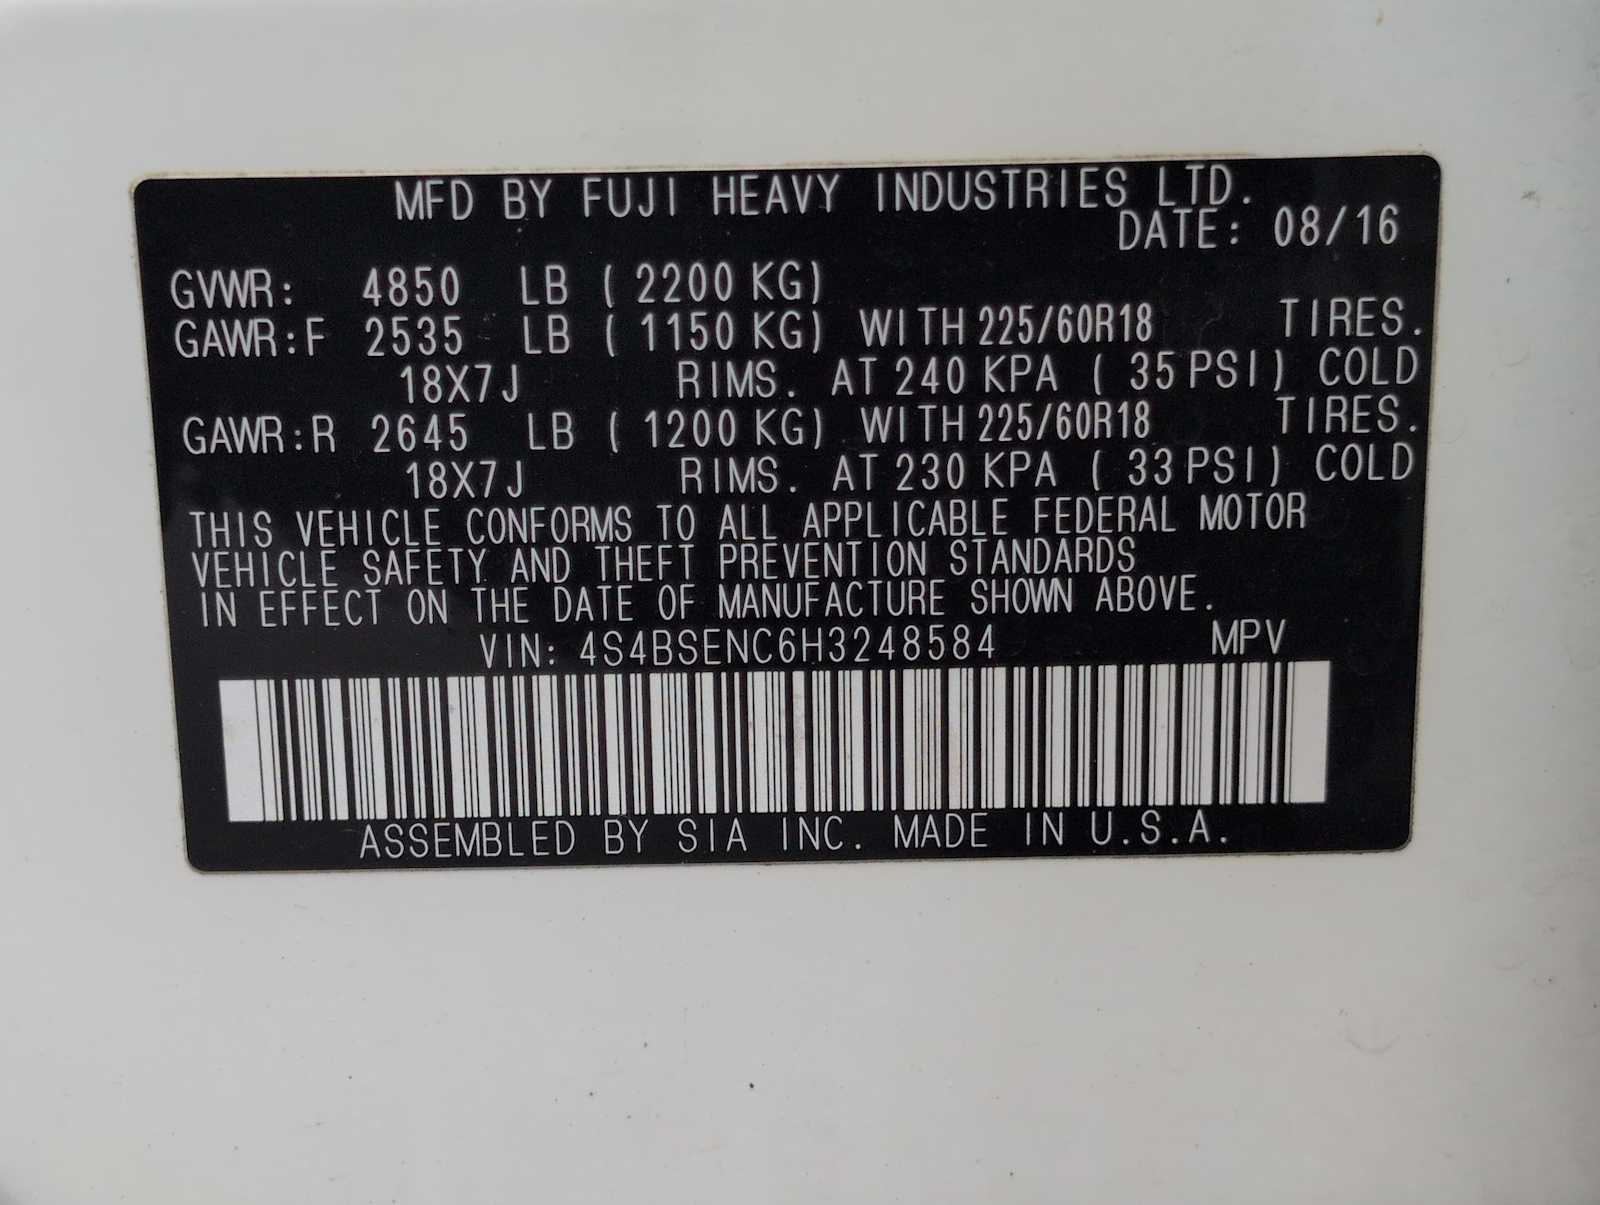 MFD BY FUJI HEAVY INDUSTRIES LTD.
DATE: 08/16
GVWR: 4850 LB ( 2200 KG)
GAWR:F 2535 LB ( 1150 KG) WITH 225/60R18 TIRES.
18X7J RIMS. AT 240 KPA ( 35 PSI) COLD
GAWR:R 2645 LB ( 1200 KG) WITH 225/60R18 TIRES.
18X7J RIMS. AT 230 KPA ( 33 PSI) COLD
THIS VEHICLE CONFORMS TO ALL APPLICABLE FEDERAL MOTOR
VEHICLE SAFETY AND THEFT PREVENTION STANDARDS
IN EFFECT ON THE DATE OF MANUFACTURE SHOWN ABOVE.
VIN: 4S4BSENC6H3248584 MPV
ASSEMBLED BY SIA INC. MADE IN U.S.A.